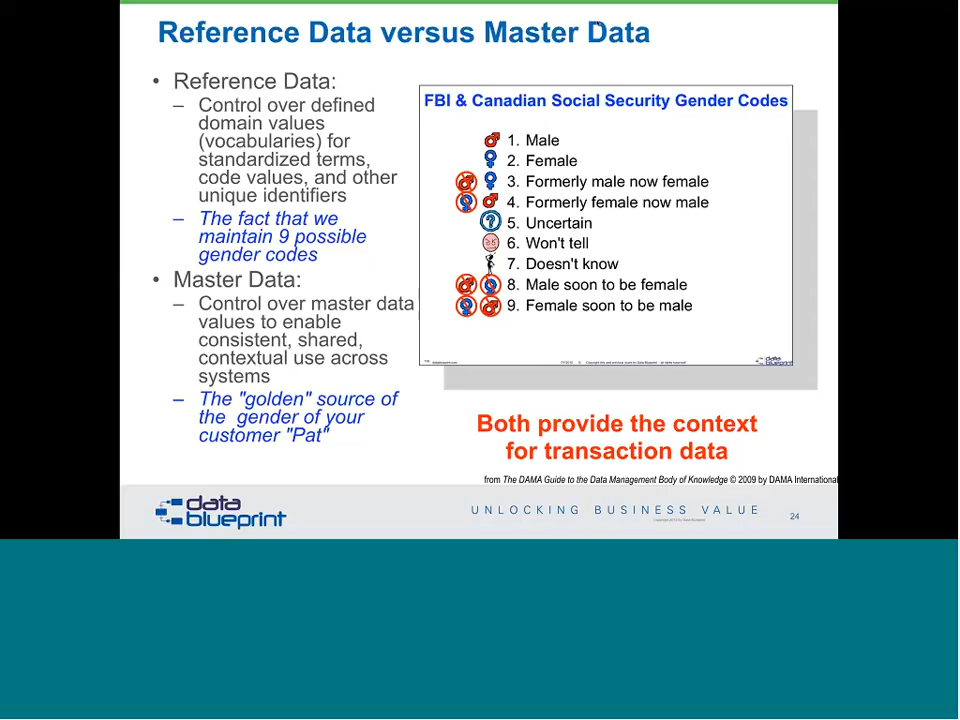 Reference Data versus Master Data
• Reference Data:
– Control over defined
domain values
(vocabularies) for
standardized terms,
code values, and other
unique identifiers
– The fact that we
maintain 9 possible
gender codes
• Master Data:
– Control over master data
values to enable
consistent, shared,
contextual use across
systems
– The "golden" source of
the gender of your
customer "Pat"
FBI & Canadian Social Security Gender Codes
1. Male
2. Female
3. Formerly male now female
4. Formerly female now male
5. Uncertain
6. Won't tell
7. Doesn't know
8. Male soon to be female
9. Female soon to be male
data
blueprint
Both provide the context
for transaction data
from The DAMA Guide to the Data Management Body of Knowledge © 2009 by DAMA International
data
blueprint
UNLOCKING BUSINESS VALUE
24